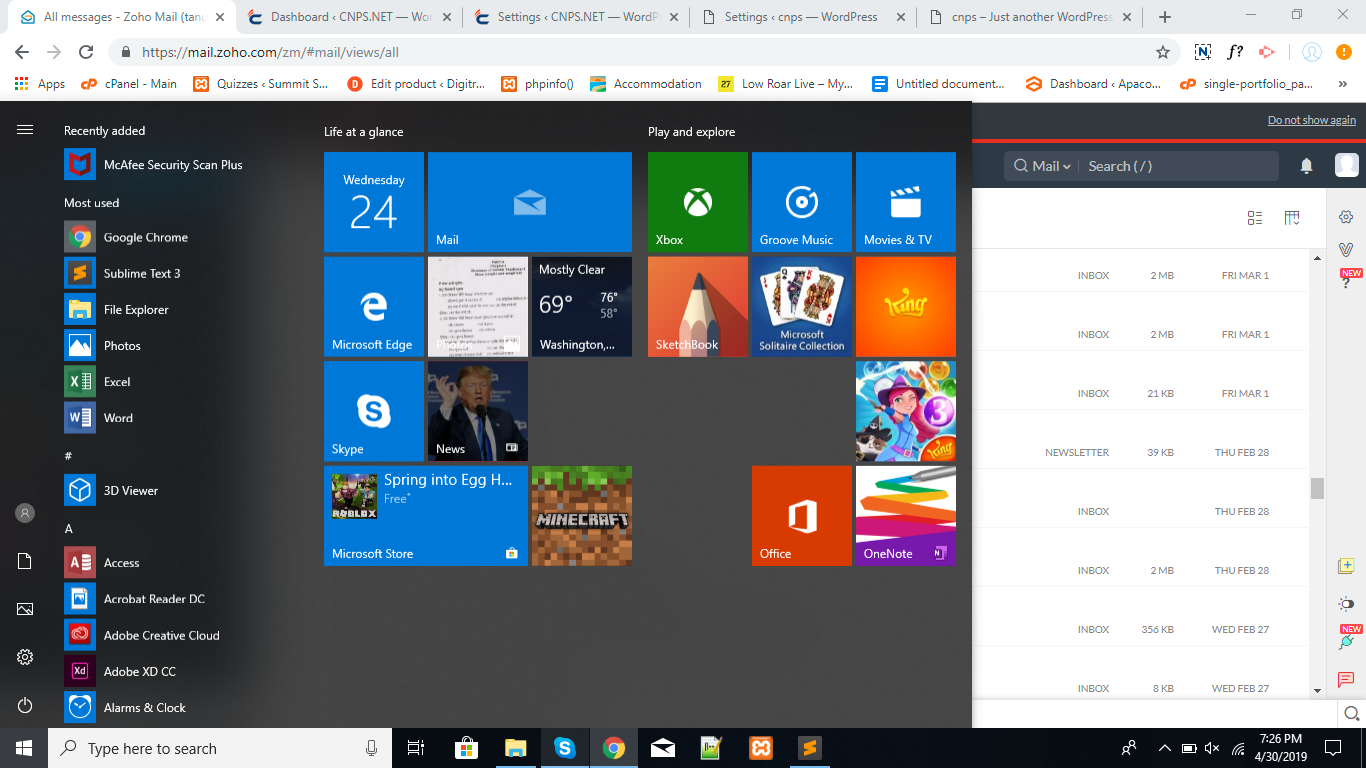 All messages - Zoho Mail (tanu
Dashboard ‹ CNPS.NET — Wor
Settings ‹ CNPS.NET — WordP
Settings ‹ cnps — WordPress
cnps – Just another WordPress
https://mail.zoho.com/zm/#mail/views/all
Apps
cPanel - Main
Quizzes ‹ Summit S...
Edit product ‹ Digitr...
phpinfo()
Accommodation
27
Low Roar Live – My...
Untitled document...
Dashboard ‹ Apaco...
single-portfolio_pa...
»
Do not show again
Mail
Search ( / )
Recently added
McAfee Security Scan Plus
Most used
Google Chrome
Sublime Text 3
File Explorer
Photos
Excel
Word
#
3D Viewer
A
Access
Acrobat Reader DC
Adobe Creative Cloud
Xd
Adobe XD CC
Alarms & Clock
Life at a glance
Wednesday
24
Mail
Microsoft Edge
Photos
Mostly Clear
69°
76°
58°
Washington,...
Skype
News
Spring into Egg H...
Free*
ROBLOX
Microsoft Store
MINECRAFT
Play and explore
Xbox
Groove Music
Movies & TV
SketchBook
Microsoft
Solitaire Collection
King
3
King
Office
OneNote
INBOX 2 MB FRI MAR 1
INBOX 2 MB FRI MAR 1
INBOX 21 KB FRI MAR 1
NEWSLETTER 39 KB THU FEB 28
INBOX THU FEB 28
INBOX 2 MB THU FEB 28
INBOX 356 KB WED FEB 27
INBOX 8 KB WED FEB 27
NEW
NEW
Type here to search
7:26 PM
4/30/2019